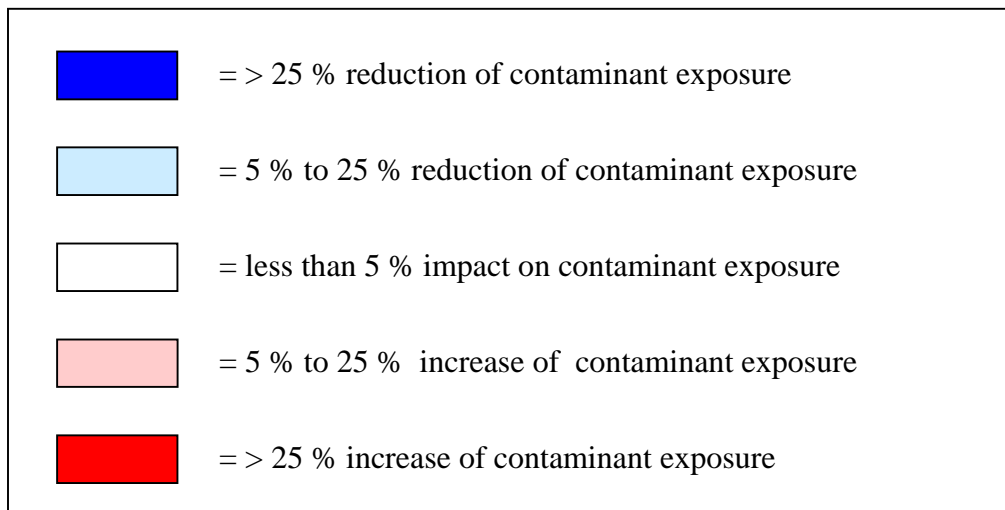 = > 25 % reduction of contaminant exposure
= 5 % to 25 % reduction of contaminant exposure
= less than 5 % impact on contaminant exposure
= 5 % to 25 %  increase of  contaminant exposure
= > 25 % increase of contaminant exposure